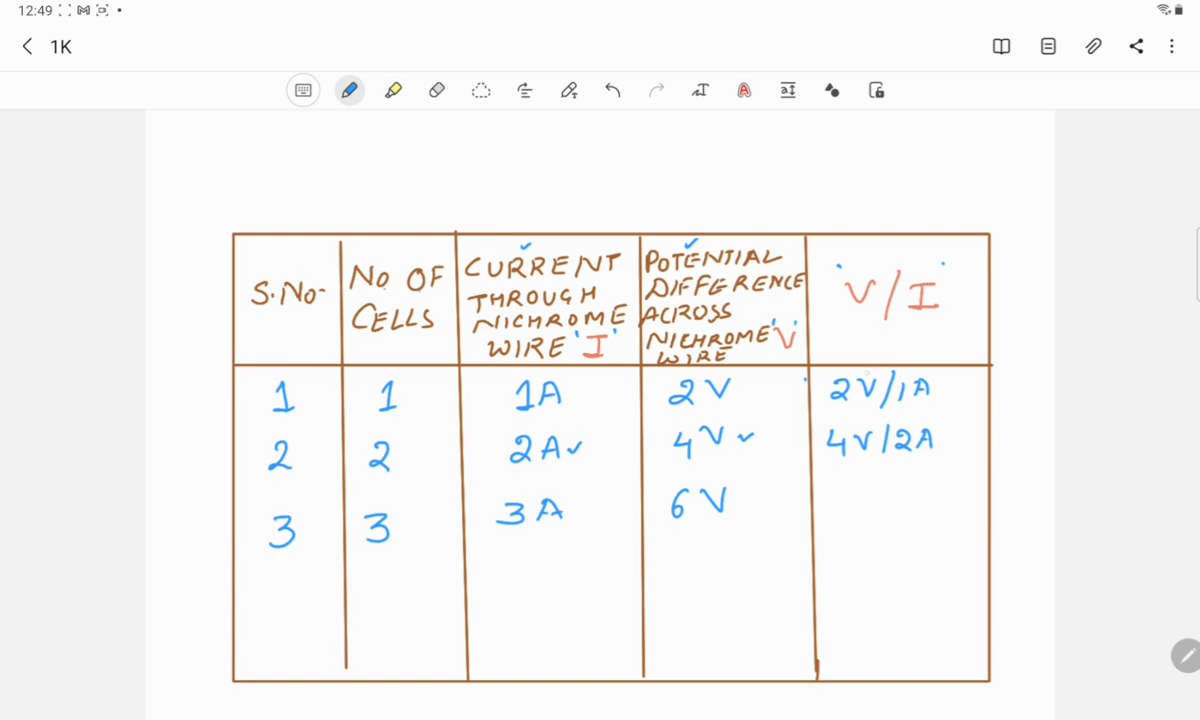 12:49
1K
S.No.
No. OF
CELLS
CURRENT
THROUGH
NICHROME
WIRE 'I'
POTENTIAL
DIFFERENCE
ACROSS
NICHROME 'V'
WIRE
V/I
1 1 1A 2V 2V/1A
2 2 2A 4V 4V/2A
3 3 3A 6V